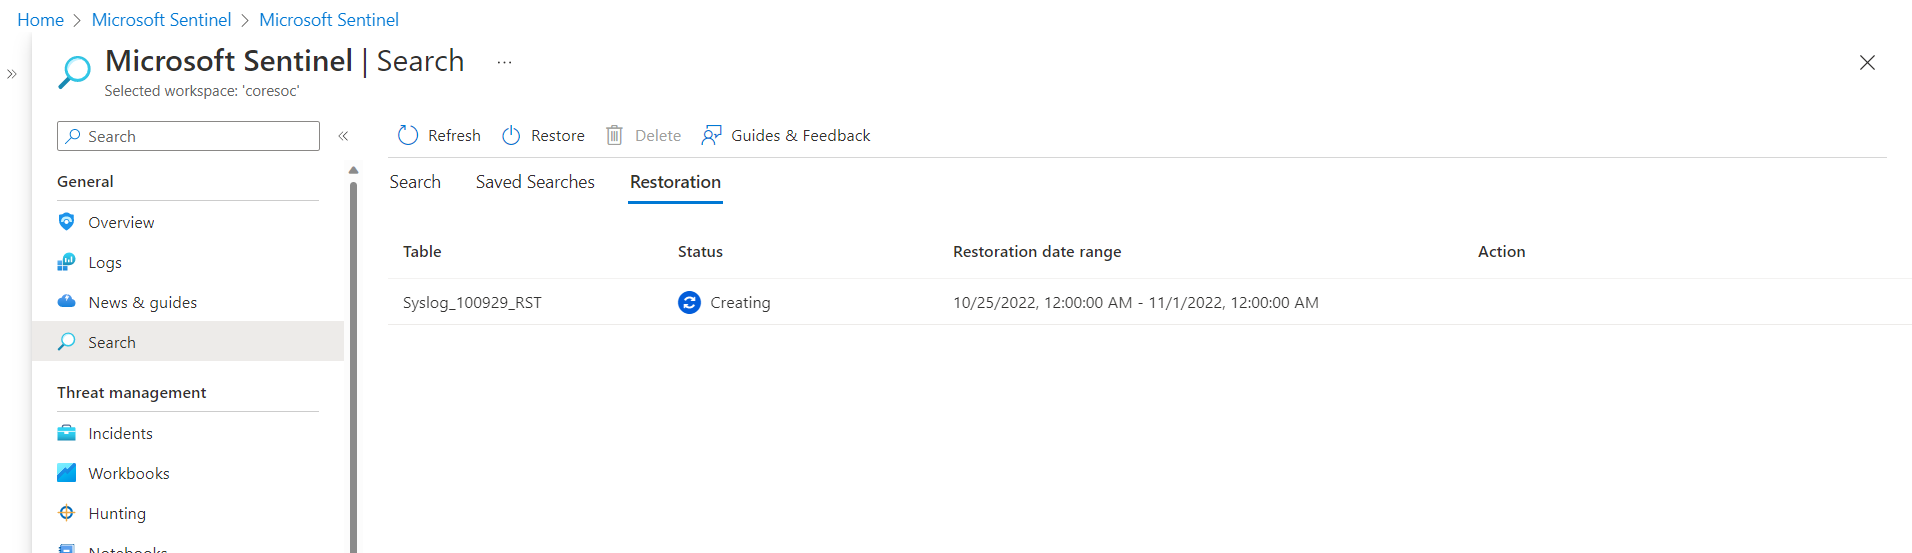 Home > Microsoft Sentinel > Microsoft Sentinel
Microsoft Sentinel | Search ...
Selected workspace: 'coresoc'
Search
Refresh Restore Delete Guides & Feedback
General
Overview
Logs
News & guides
Search
Threat management
Incidents
Workbooks
Hunting
Notebooks
Search Saved Searches Restoration
Table Status Restoration date range Action
Syslog_100929_RST Creating 10/25/2022, 12:00:00 AM - 11/1/2022, 12:00:00 AM